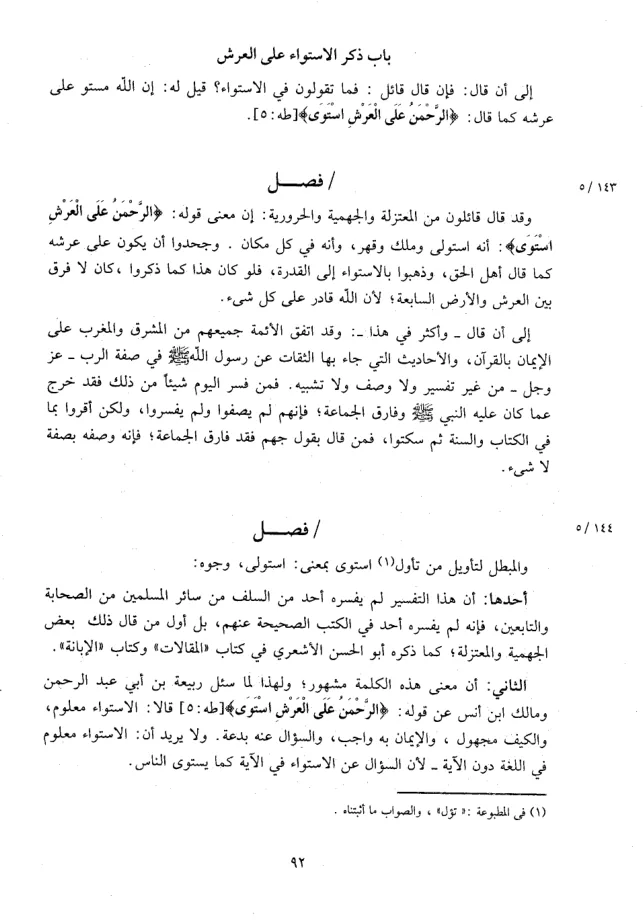 باب ذكر الاستواء على العرش
إلى أن قال: فإن قال قائل : فما تقولون في الاستواء؟ قيل له: إن الله مستو على
عرشه كما قال: ﴿الرَّحْمَنُ عَلَى الْعَرْشِ اسْتَوَى﴾[طه:٥].
/ فصــل
٥/ ١٤٣
وقد قال قائلون من المعتزلة والجهمية والحرورية: إن معنى قوله: ﴿الرَّحْمَنُ عَلَى الْعَرْشِ
اسْتَوَى﴾: أنه استولى وملك وقهر، وأنه في كل مكان . وجحدوا أن يكون على عرشه
كما قال أهل الحق، وذهبوا بالاستواء إلى القدرة، فلو كان هذا كما ذكروا ،كان لا فرق
بين العرش والأرض السابعة؛ لأن الله قادر على كل شىء.
إلى أن قال ـ وأكثر في هذا ـ: وقد اتفق الأئمة جميعهم من المشرق والمغرب على
الإيمان بالقرآن، والأحاديث التي جاء بها الثقات عن رسول الله ﷺ في صفة الرب ـ عز
وجل ـ من غير تفسير ولا وصف ولا تشبيه. فمن فسر اليوم شيئاً من ذلك فقد خرج
عما كان عليه النبي ﷺ وفارق الجماعة؛ فإنهم لم يصفوا ولم يفسروا، ولكن أقروا بما
في الكتاب والسنة ثم سكتوا، فمن قال بقول جهم فقد فارق الجماعة؛ فإنه وصفه بصفة
لا شىء.
/ فصــل
٥/ ١٤٤
والمبطل لتأويل من تأول(١) استوى بمعنى: استولى، وجوه:
أحدها: أن هذا التفسير لم يفسره أحد من السلف من سائر المسلمين من الصحابة
والتابعين، فإنه لم يفسره أحد في الكتب الصحيحة عنهم، بل أول من قال ذلك بعض
الجهمية والمعتزلة؛ كما ذكره أبو الحسن الأشعري في كتاب «المقالات» وكتاب «الإبانة».
الثاني: أن معنى هذه الكلمة مشهور؛ ولهذا لما سئل ربيعة بن أبي عبد الرحمن
ومالك ابن أنس عن قوله: ﴿الرَّحْمَنُ عَلَى الْعَرْشِ اسْتَوَى﴾[طه:٥] قالا: الاستواء معلوم،
والكيف مجهول ، والإيمان به واجب، والسؤال عنه بدعة. ولا يريد أن: الاستواء معلوم
في اللغة دون الآية ـ لأن السؤال عن الاستواء في الآية كما يستوى الناس.
(١) فى المطبوعة :« تؤل» ، والصواب ما أثبتناه .
٩٢